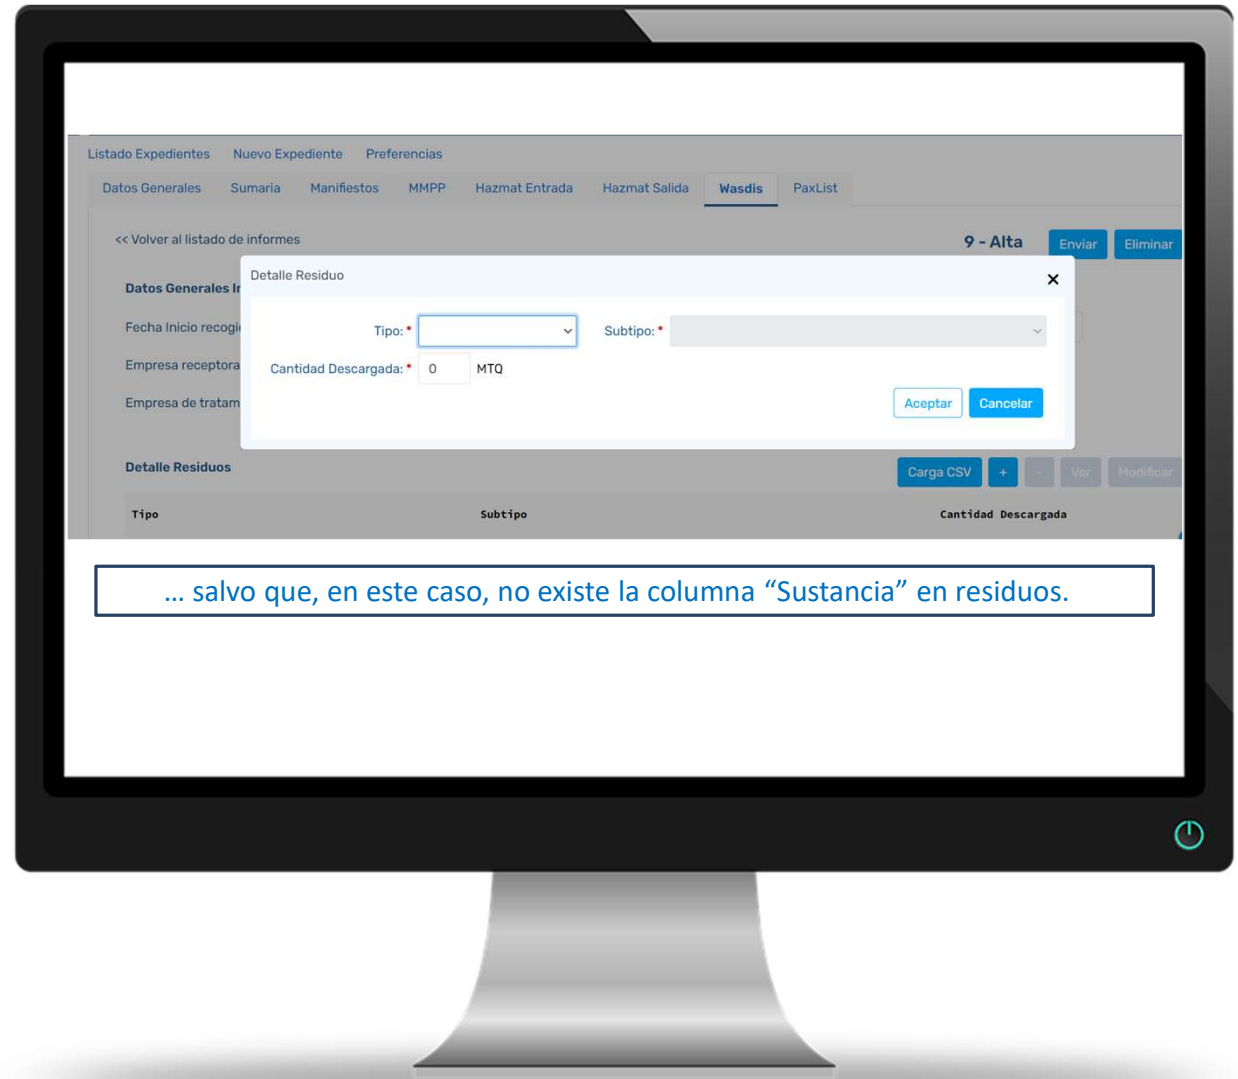 Listado Expedientes Nuevo Expediente Preferencias
Datos Generales Sumaria Manifiestos MMPP Hazmat Entrada Hazmat Salida Wasdis PaxList
<< Volver al listado de informes 9 - Alta Enviar Eliminar
Detalle Residuo
Datos Generales
Fecha Inicio Tipo: * Subtipo: *
Empresa receptora Cantidad Descargada: * 0 MTQ
Empresa de Aceptar Cancelar
Detalle Residuos Carga CSV + - Ver Modificar
Tipo Subtipo Cantidad Descargada
... salvo que, en este caso, no existe la columna “Sustancia” en residuos.